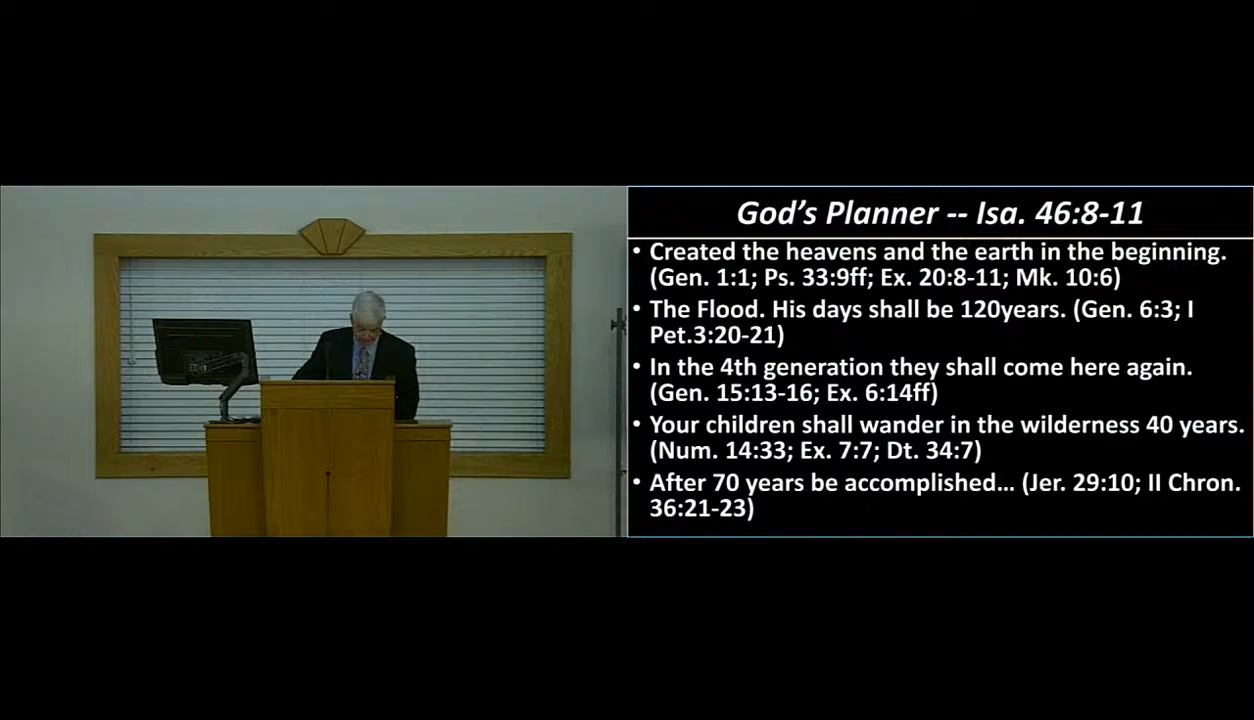 God's Planner -- Isa. 46:8-11
• Created the heavens and the earth in the beginning.
(Gen. 1:1; Ps. 33:9ff; Ex. 20:8-11; Mk. 10:6)
• The Flood. His days shall be 120years. (Gen. 6:3; I
Pet.3:20-21)
• In the 4th generation they shall come here again.
(Gen. 15:13-16; Ex. 6:14ff)
• Your children shall wander in the wilderness 40 years.
(Num. 14:33; Ex. 7:7; Dt. 34:7)
• After 70 years be accomplished... (Jer. 29:10; II Chron.
36:21-23)